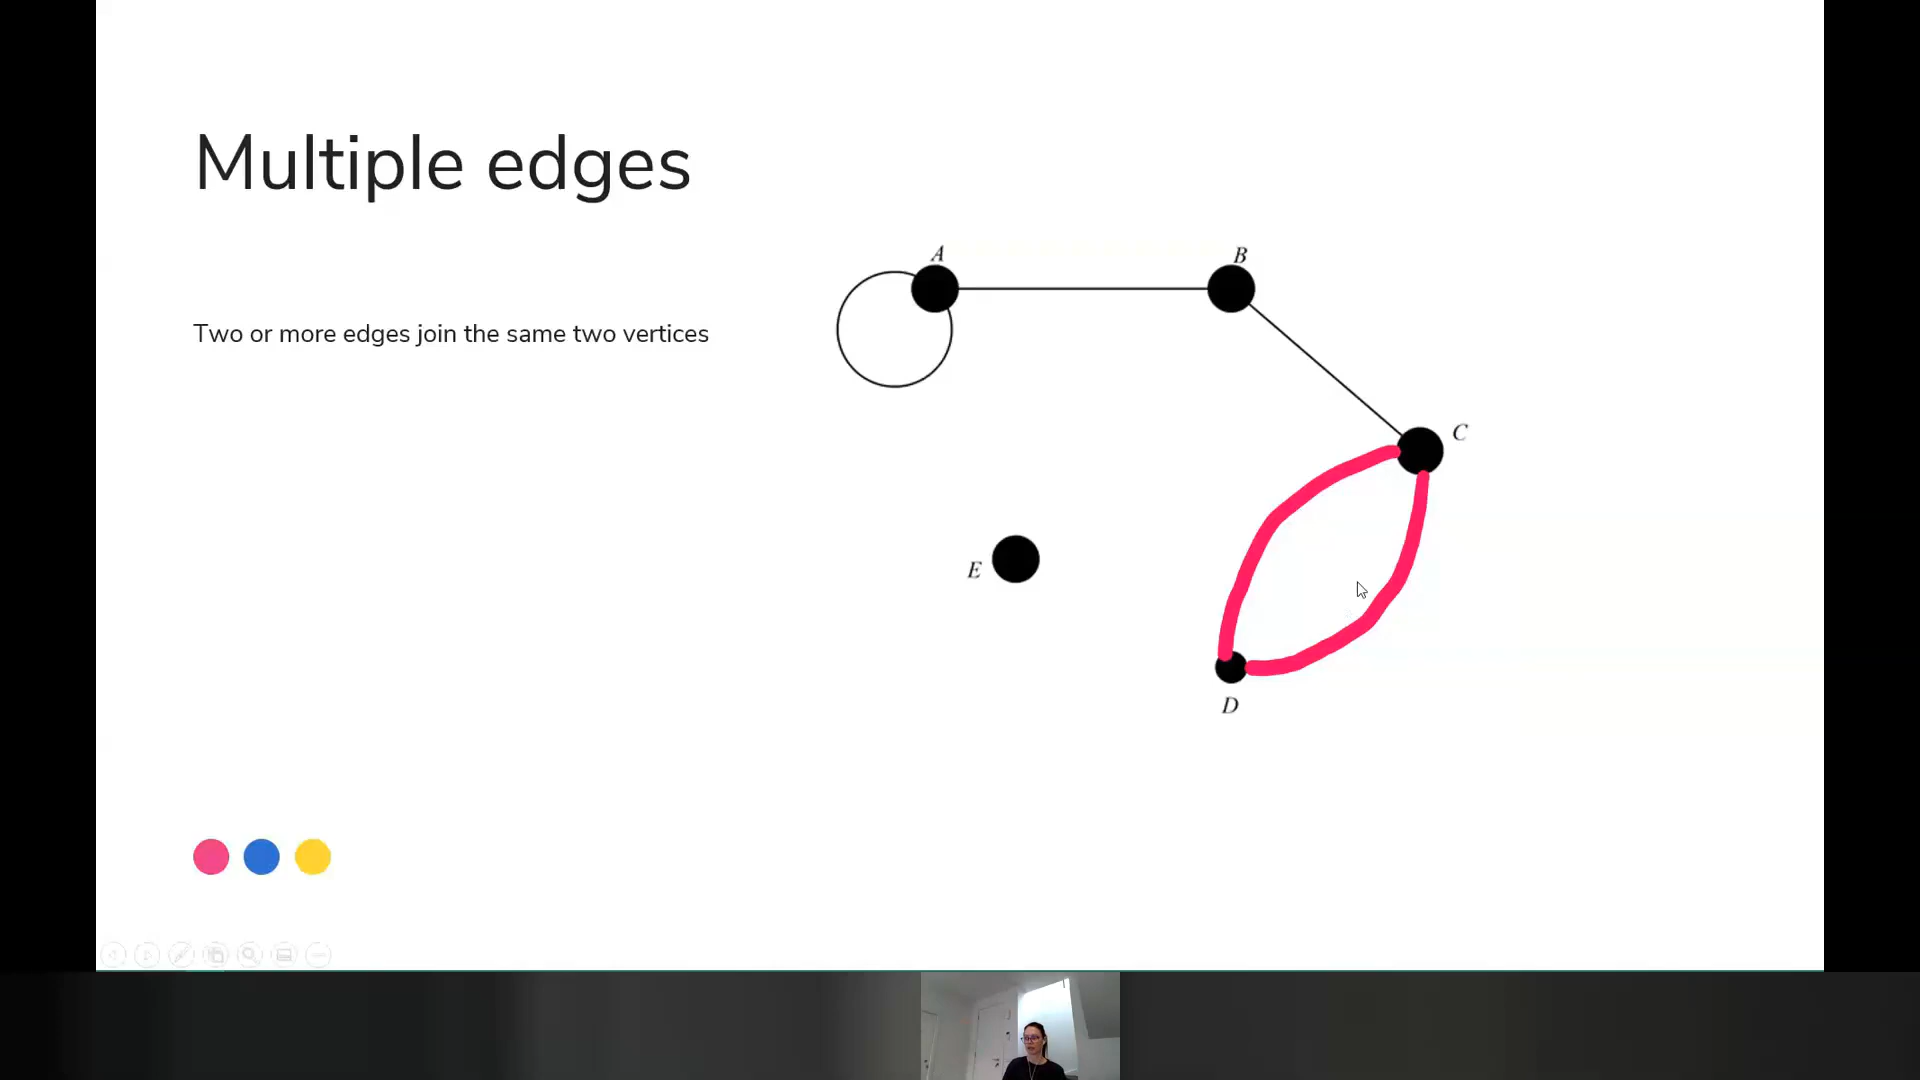 Multiple edges
Two or more edges join the same two vertices
A
B
C
E
D